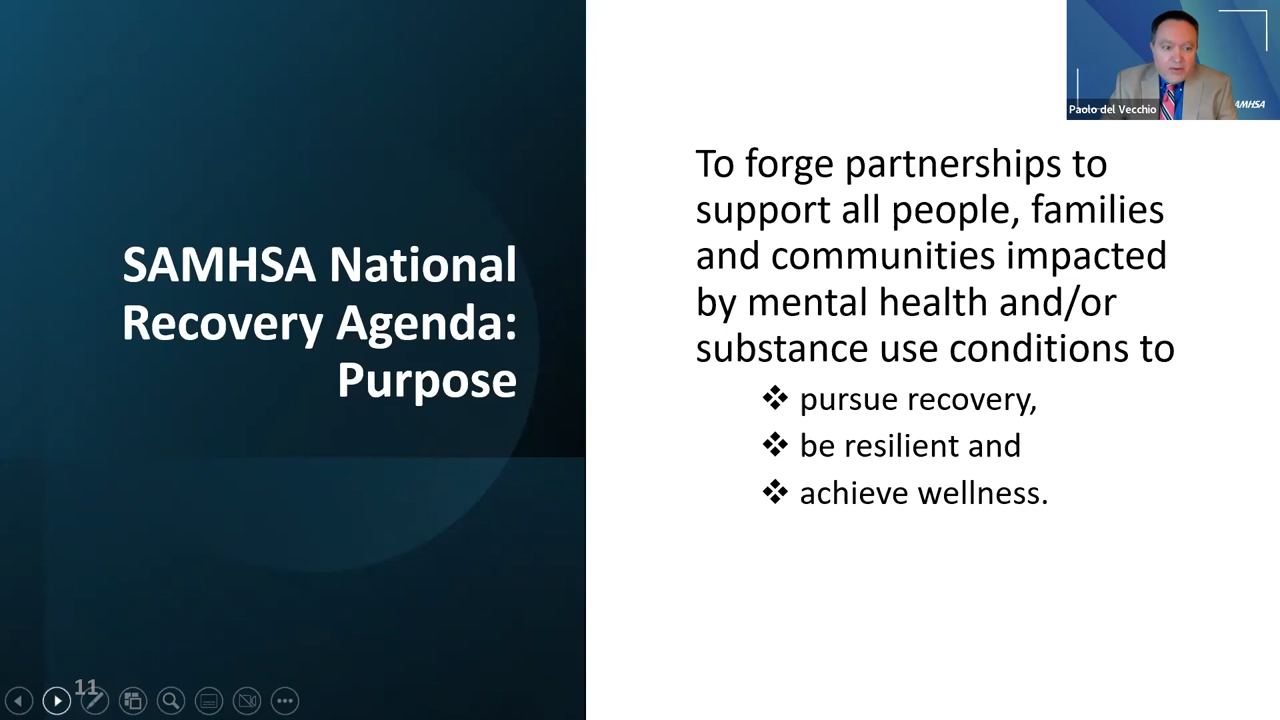 SAMHSA National
Recovery Agenda:
Purpose
To forge partnerships to
support all people, families
and communities impacted
by mental health and/or
substance use conditions to
❖ pursue recovery,
❖ be resilient and
❖ achieve wellness.
Paolo del Vecchio
AMHSA
11